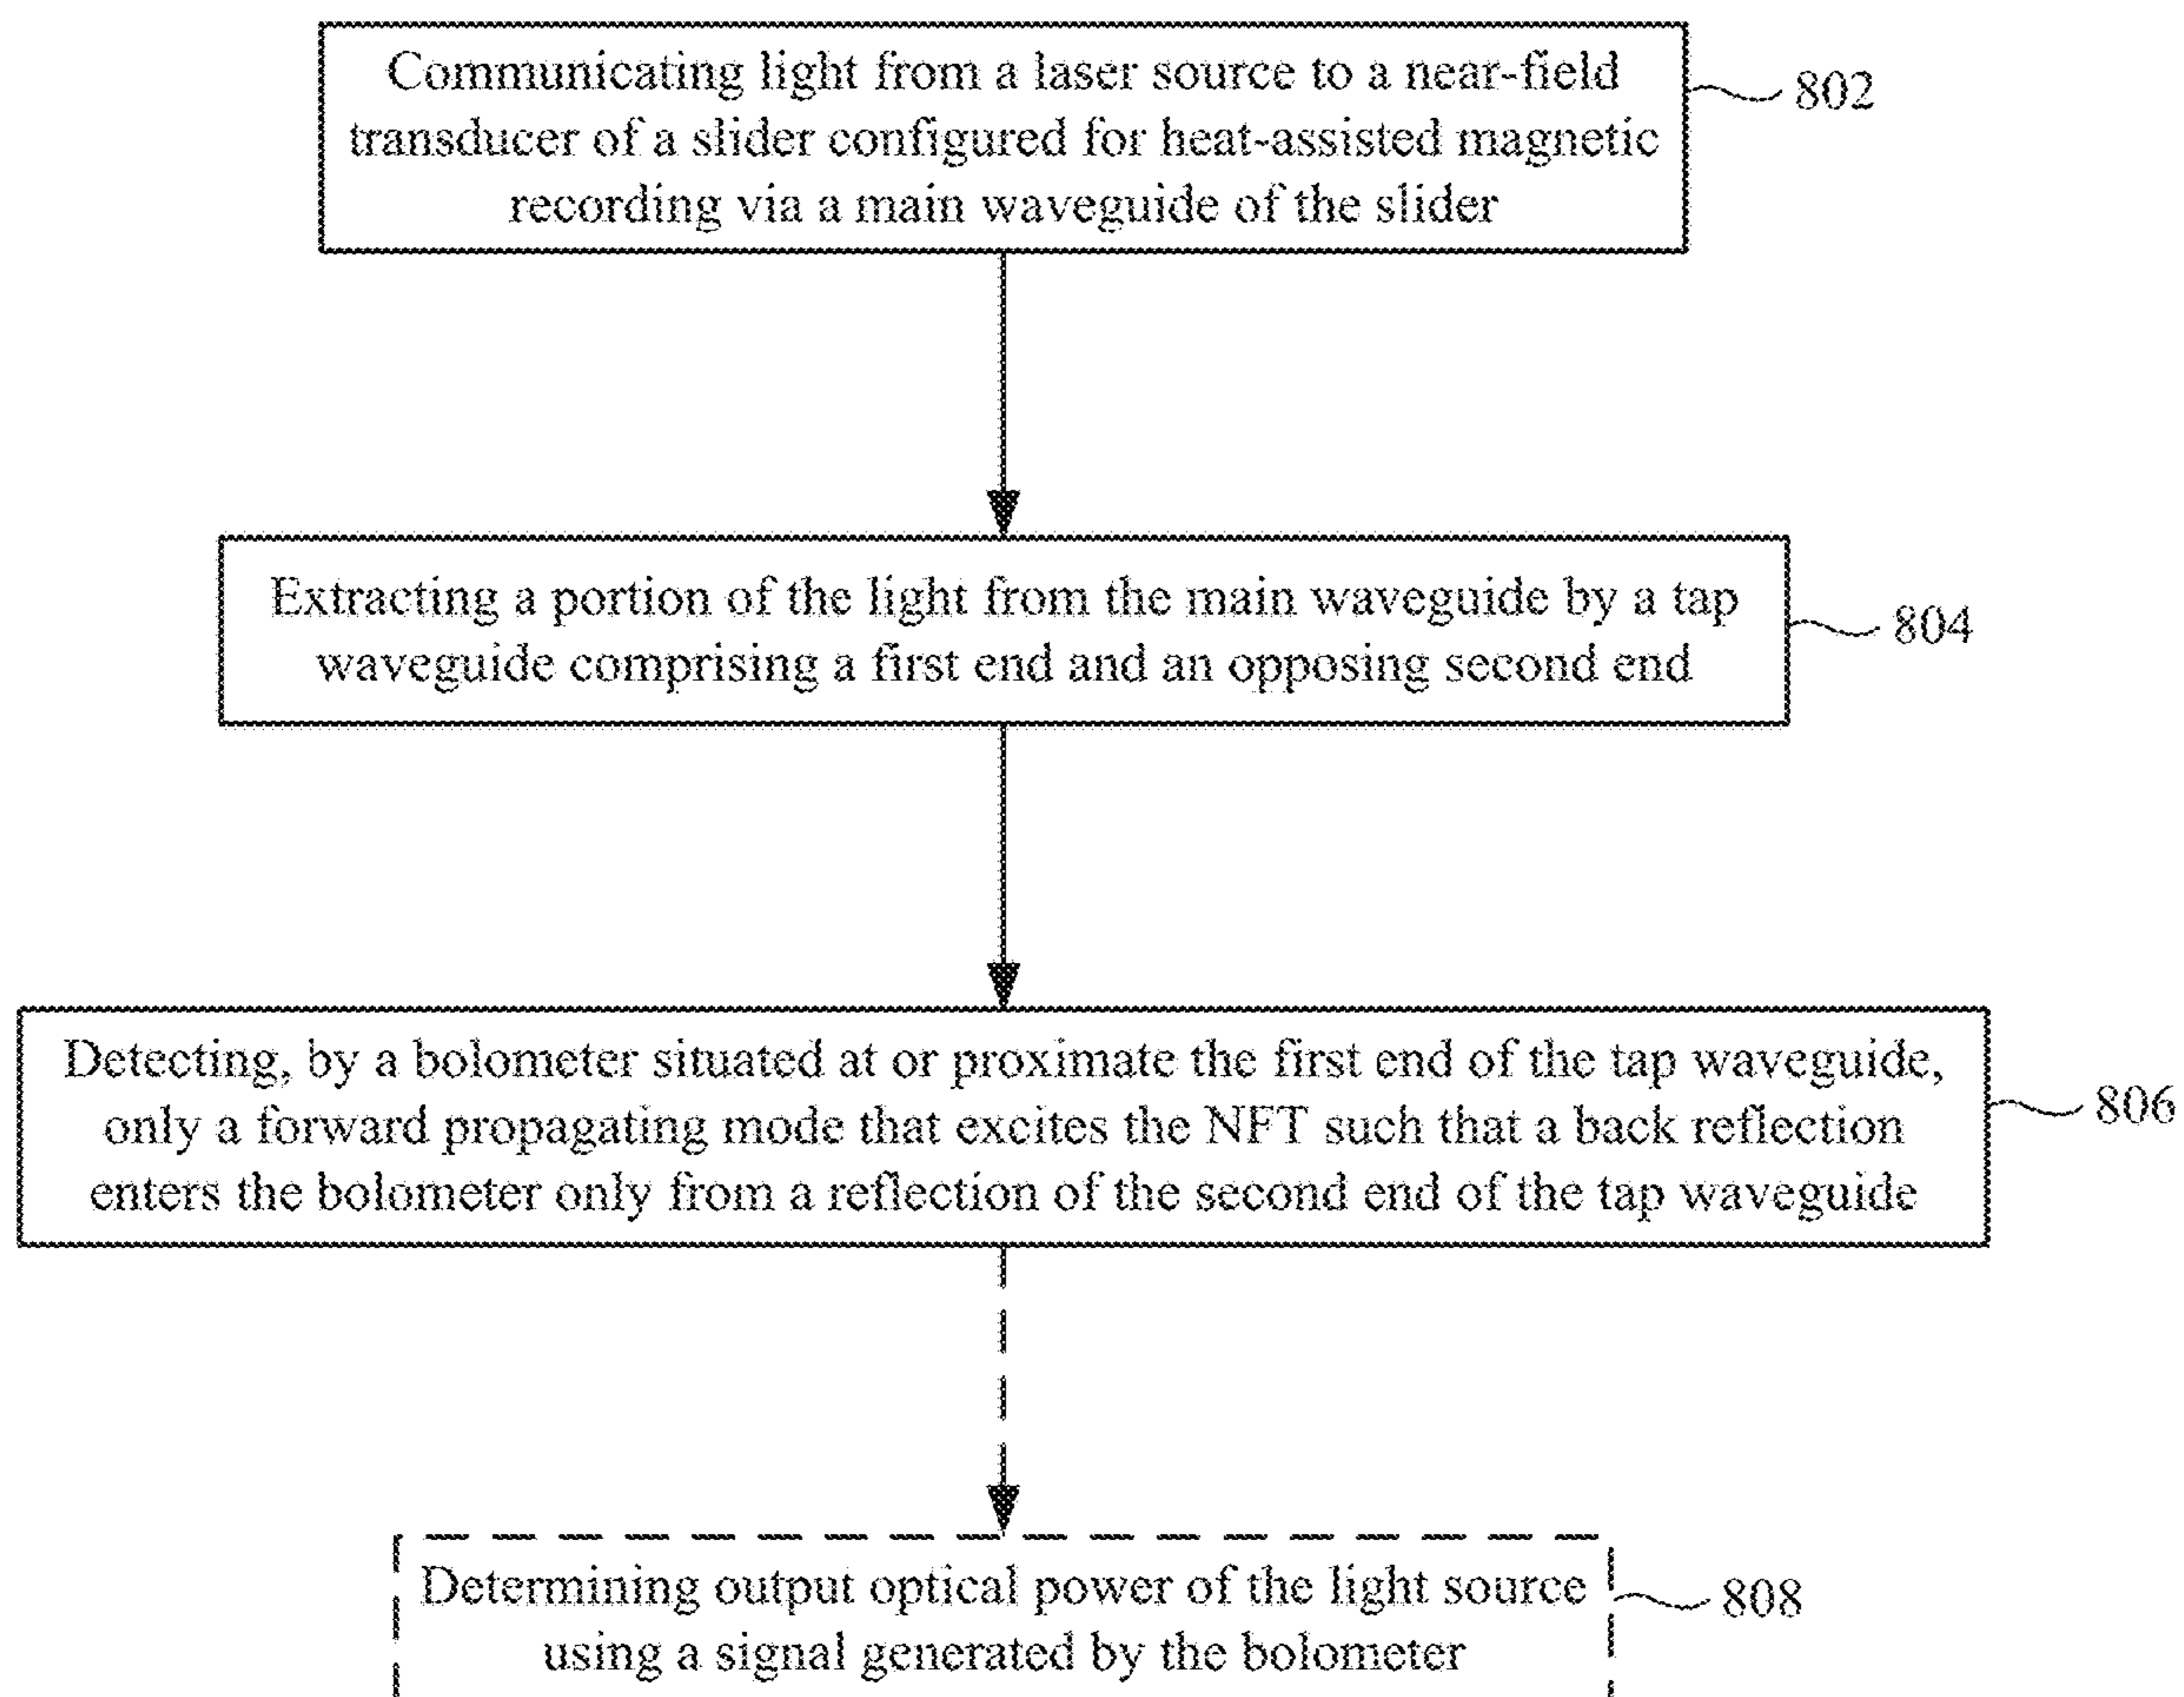 Communicating light from a laser source to a near-field
transducer of a slider configured for heat-assisted magnetic
recording via a main waveguide of the slider
802
Extracting a portion of the light from the main waveguide by a tap
waveguide comprising a first end and an opposing second end
804
Detecting, by a bolometer situated at or proximate the first end of the tap waveguide,
only a forward propagating mode that excites the NFT such that a back reflection
enters the bolometer only from a reflection of the second end of the tap waveguide
806
Determining output optical power of the light source
using a signal generated by the bolometer
808